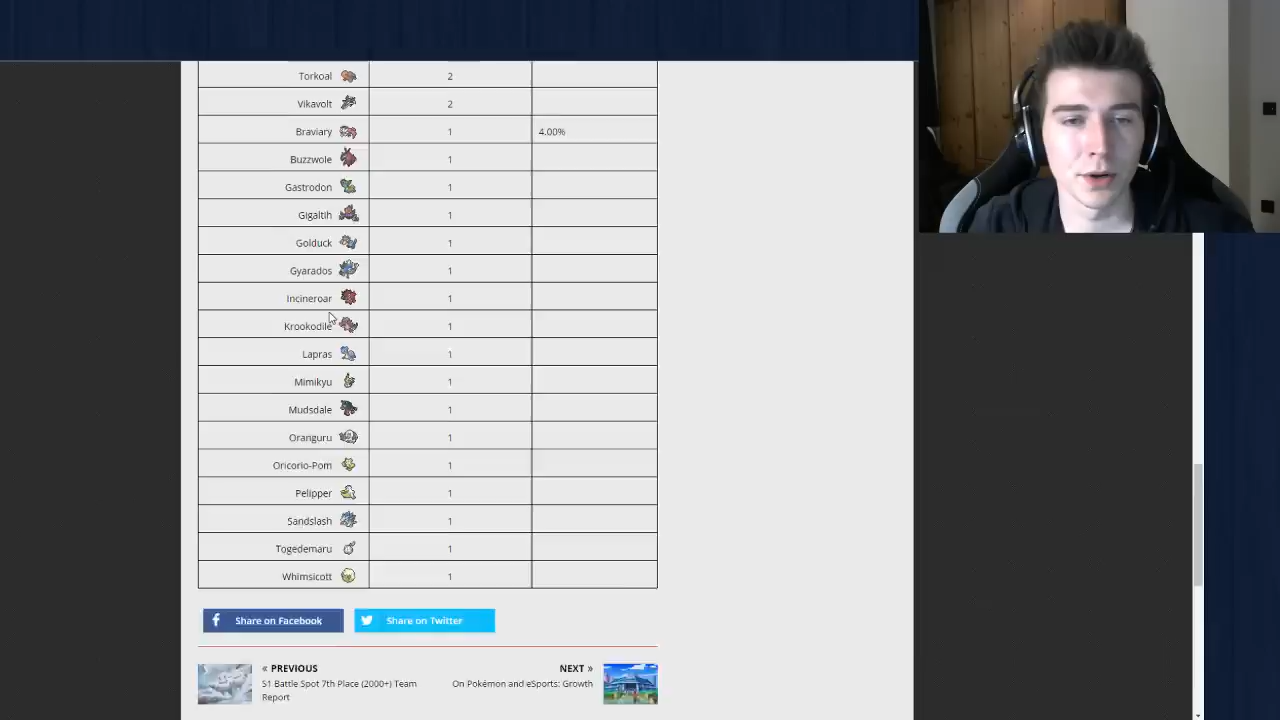 Torkoal 2
Vikavolt 2
Braviary 1 4.00%
Buzzwole 1
Gastrodon 1
Gigaltih 1
Golduck 1
Gyarados 1
Incineroar 1
Krookodile 1
Lapras 1
Mimikyu 1
Mudsdale 1
Oranguru 1
Oricorio-Pom 1
Pelipper 1
Sandslash 1
Togedemaru 1
Whimsicott 1
Share on Facebook Share on Twitter
« PREVIOUS NEXT »
S1 Battle Spot 7th Place (2000+) Team On Pokémon and eSports: Growth
Report